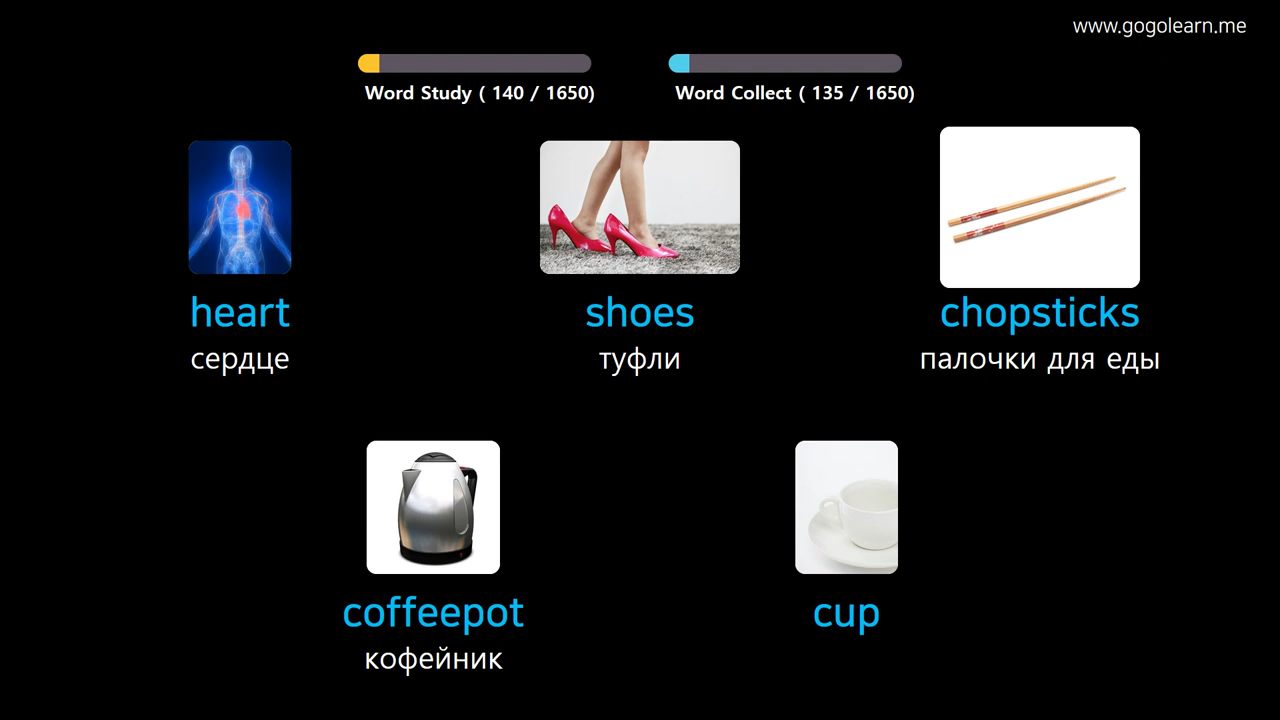 www.gogolearn.me
Word Study ( 140 / 1650)
Word Collect ( 135 / 1650)
heart
сердце
shoes
туфли
chopsticks
палочки для еды
coffeepot
кофейник
cup